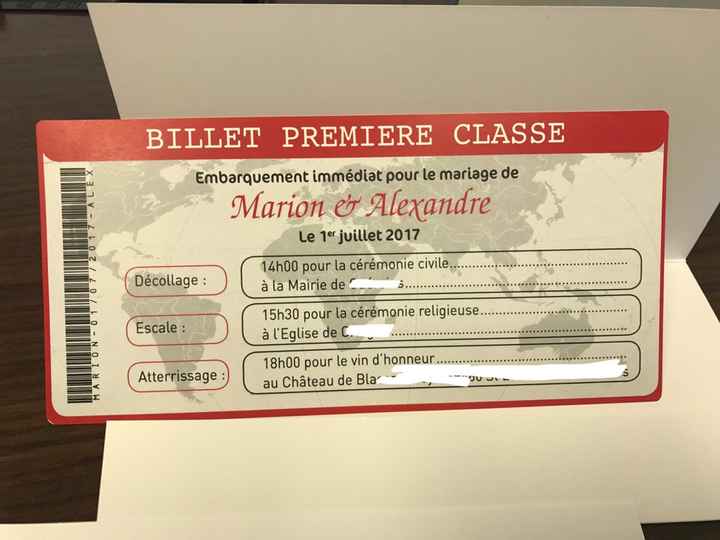 BILLET PREMIERE CLASSE
Embarquement immédiat pour le mariage de
Marion & Alexandre
Le 1er juillet 2017
MARION-01/07/2017-ALEX
Décollage :
14h00 pour la cérémonie civile
à la Mairie de
Escale :
15h30 pour la cérémonie religieuse
à l'Eglise de
Atterrissage :
18h00 pour le vin d'honneur
au Château de